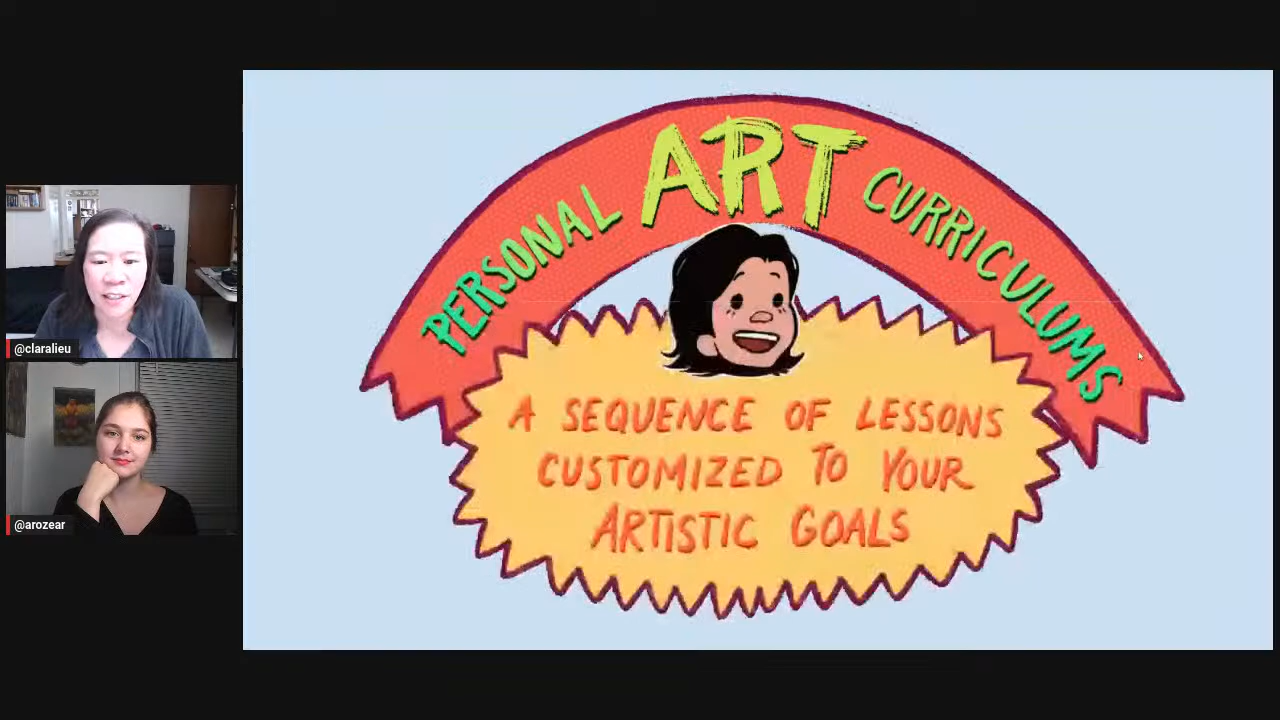 PERSONAL ART CURRICULUMS
A SEQUENCE OF LESSONS
CUSTOMIZED TO YOUR
ARTISTIC GOALS
@claralieu
@arozear